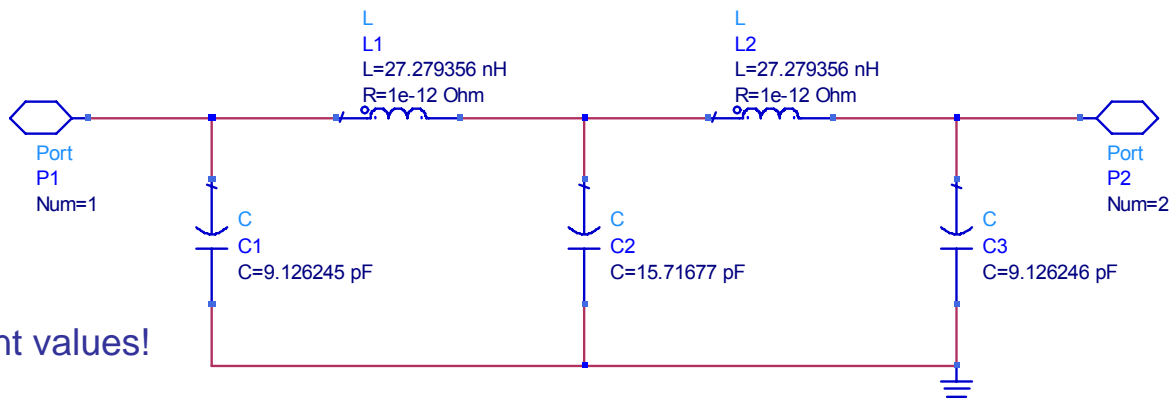 L
L1
L=27.279356 nH
R=1e-12 Ohm
L
L2
L=27.279356 nH
R=1e-12 Ohm
Port
P1
Num=1
Port
P2
Num=2
C
C1
C=9.126245 pF
C
C2
C=15.71677 pF
C
C3
C=9.126246 pF
nt values!